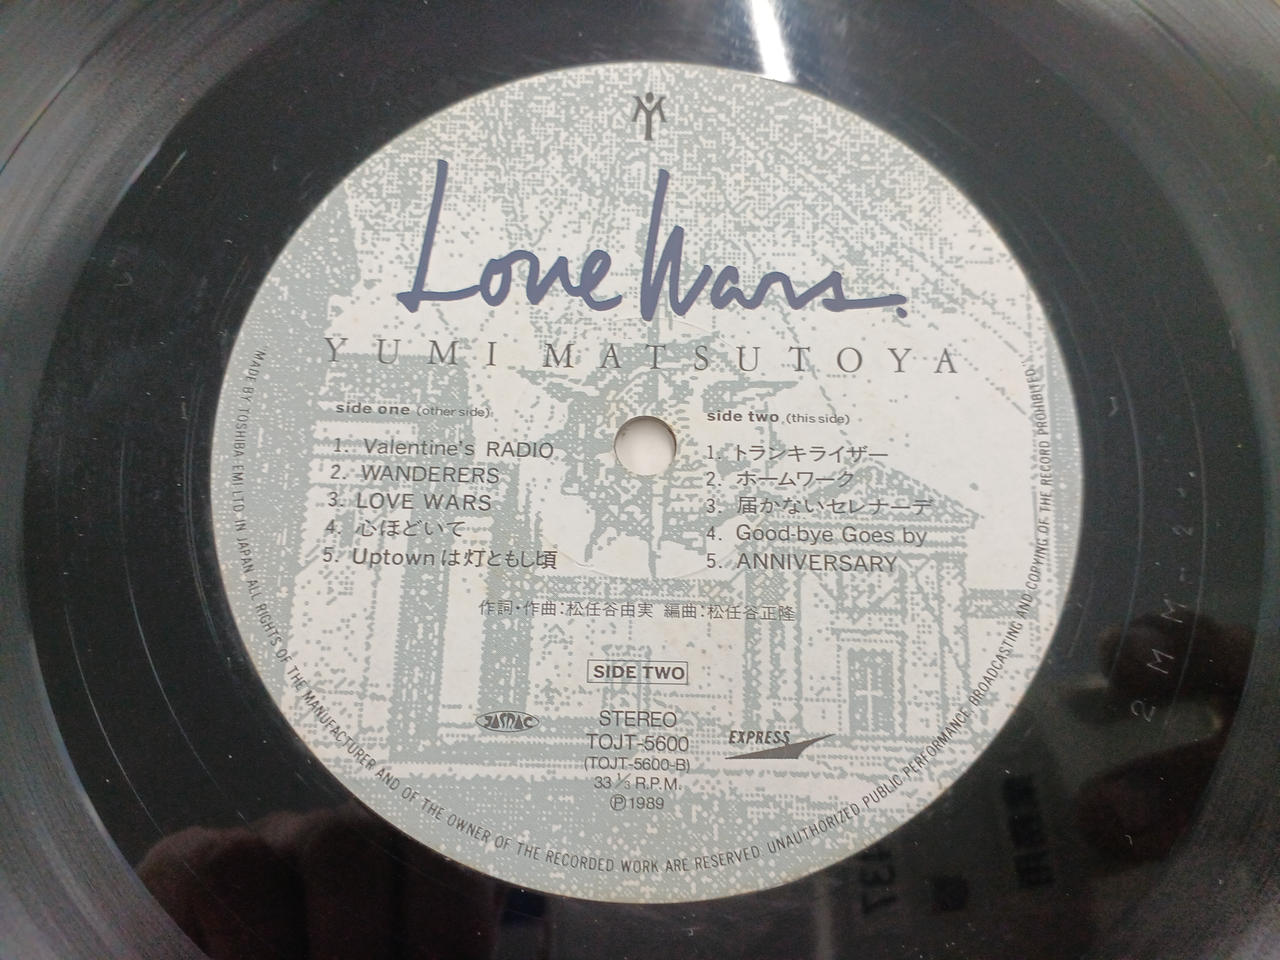 Love Wars.
YUMI MATSUTOYA
side one (other side)
1. Valentine's RADIO
2. WANDERERS
3. LOVE WARS
4. 心ほどいて
5. Uptownは灯ともし頃
side two (this side)
1. トランキライザー
2. ホームワーク
3. 届かないセレナーデ
4. Good-bye Goes by
5. ANNIVERSARY
作詞・作曲:松任谷由実 編曲:松任谷正隆
SIDE TWO
JASRAC
STEREO
TOJT-5600
(TOJT-5600-B)
33 1/3 R.P.M.
Ⓟ1989
EXPRESS
MADE BY TOSHIBA-EMI LTD. IN JAPAN ALL RIGHTS OF THE MANUFACTURER AND OF THE OWNER OF THE RECORDED WORK ARE RESERVED UNAUTHORIZED PUBLIC PERFORMANCE BROADCASTING AND COPYING OF THE RECORD PROHIBITED